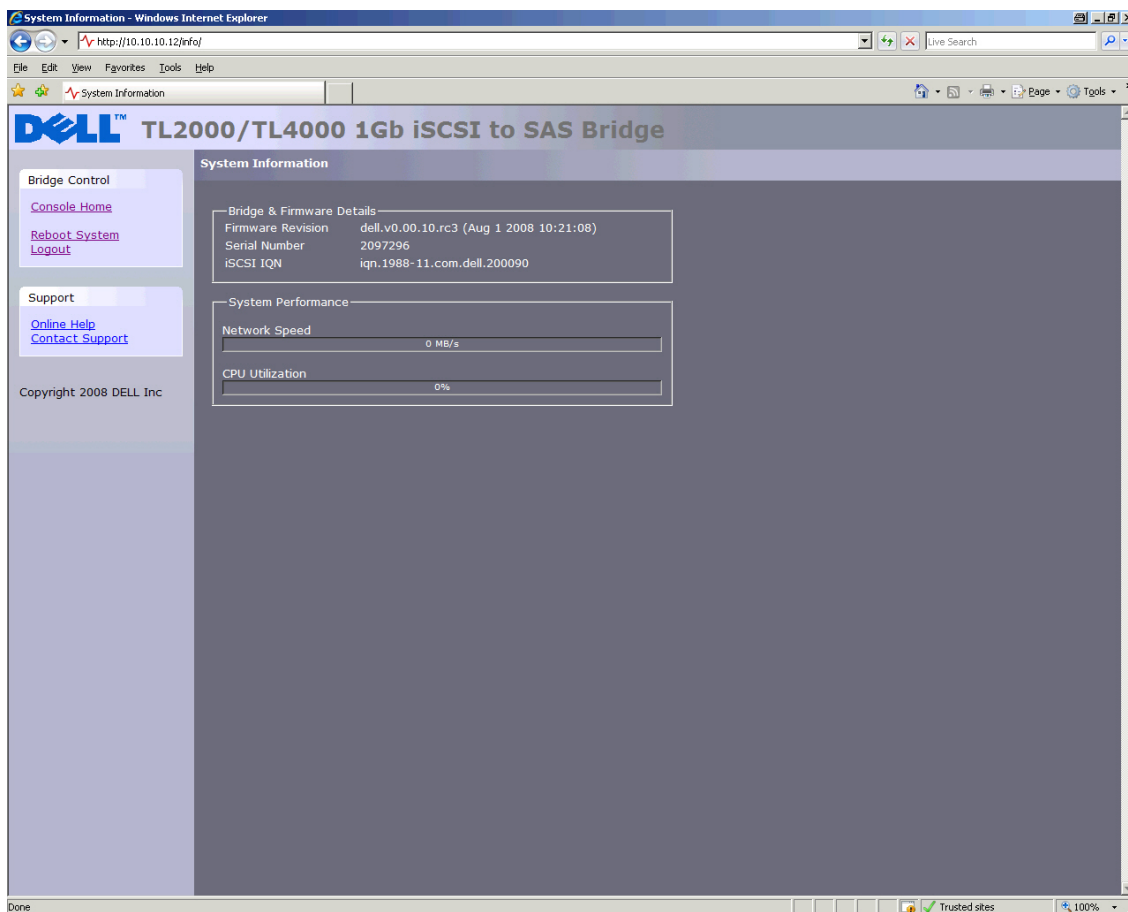 System Information - Windows Internet Explorer
http://10.10.10.12/info/
Live Search
File Edit View Favorites Tools Help
System Information
Page Tools
DELL™ TL2000/TL4000 1Gb iSCSI to SAS Bridge
System Information
Bridge Control
Console Home
Reboot System
Logout
Support
Online Help
Contact Support
Copyright 2008 DELL Inc
Bridge & Firmware Details
Firmware Revision dell.v0.00.10.rc3 (Aug 1 2008 10:21:08)
Serial Number 2097296
iSCSI IQN iqn.1988-11.com.dell.200090
System Performance
Network Speed
0 MB/s
CPU Utilization
0%
Done
Trusted sites
100%